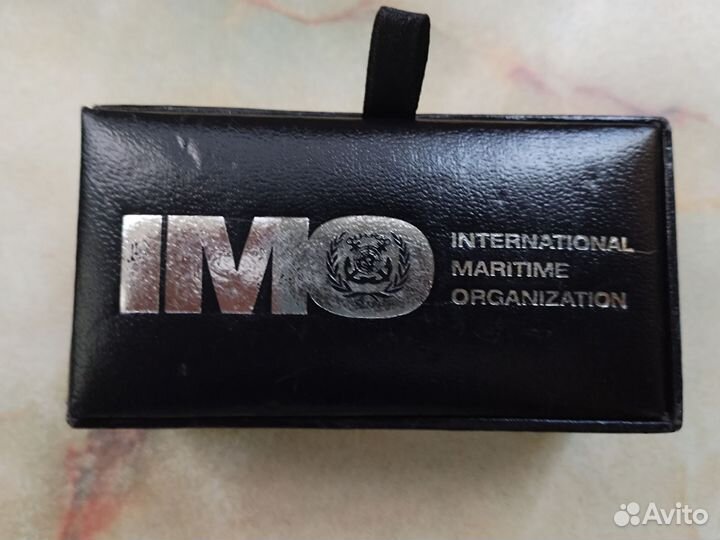 IMO
INTERNATIONAL
MARITIME
ORGANIZATION
Avito